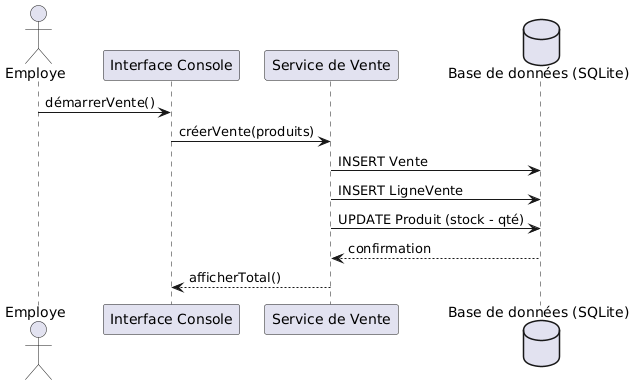 Employe
Interface Console
Service de Vente
Base de données (SQLite)
démarrerVente()
créerVente(produits)
INSERT Vente
INSERT LigneVente
UPDATE Produit (stock - qté)
confirmation
afficherTotal()
Employe
Interface Console
Service de Vente
Base de données (SQLite)